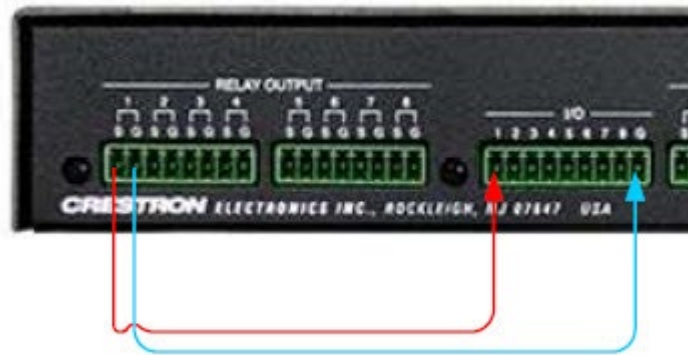 RELAY OUTPUT
1 2 3 4 5 6 7 8
S G S G S G S G S G S G S G S G
I/O
1 2 3 4 5 6 7 8 G
S
CRESTRON ELECTRONICS INC., ROCKLEIGH, NJ 07647 USA